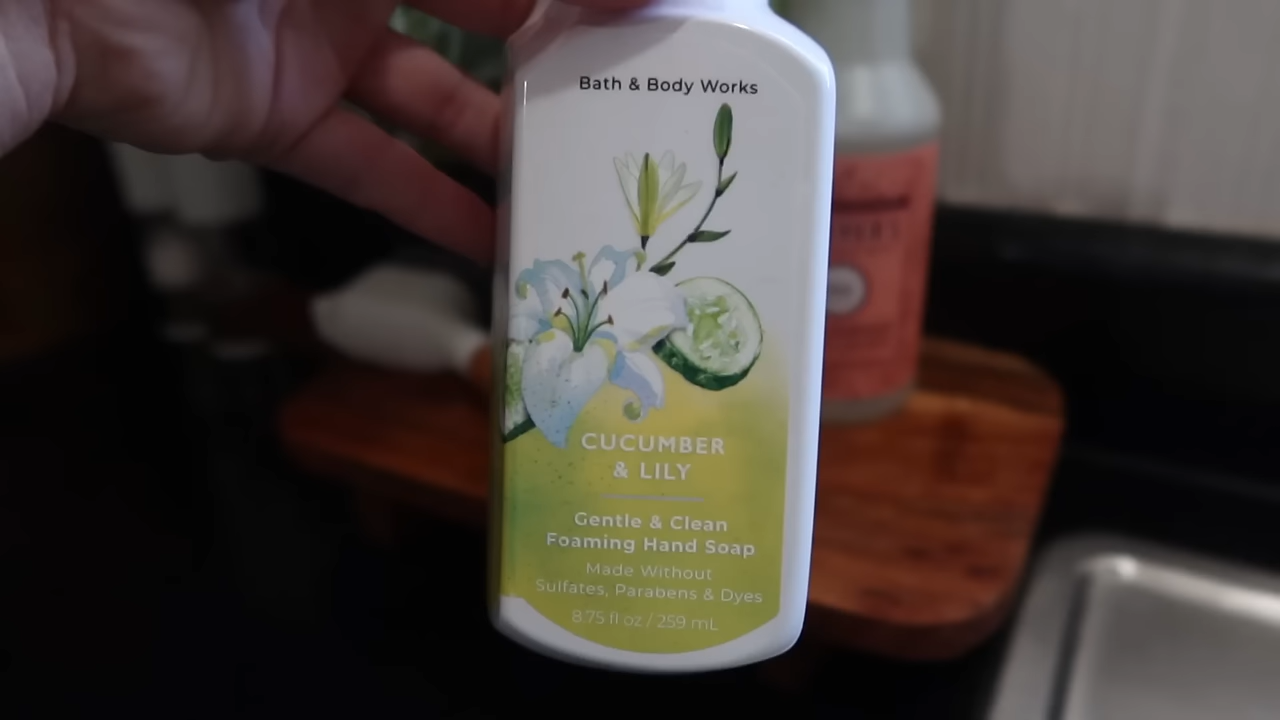 Bath & Body Works
CUCUMBER
& LILY
Gentle & Clean
Foaming Hand Soap
Made Without
Sulfates, Parabens & Dyes
8.75 fl oz / 259 mL